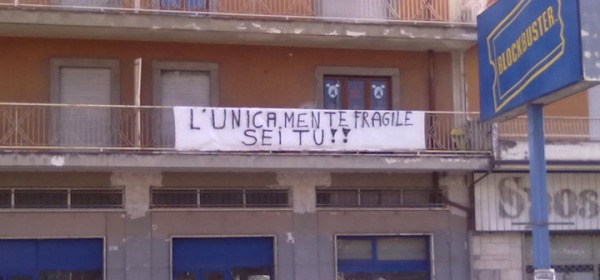 L'UNICA, MENTE FRAGILE
SEI TU!!
BLOCKBUSTER